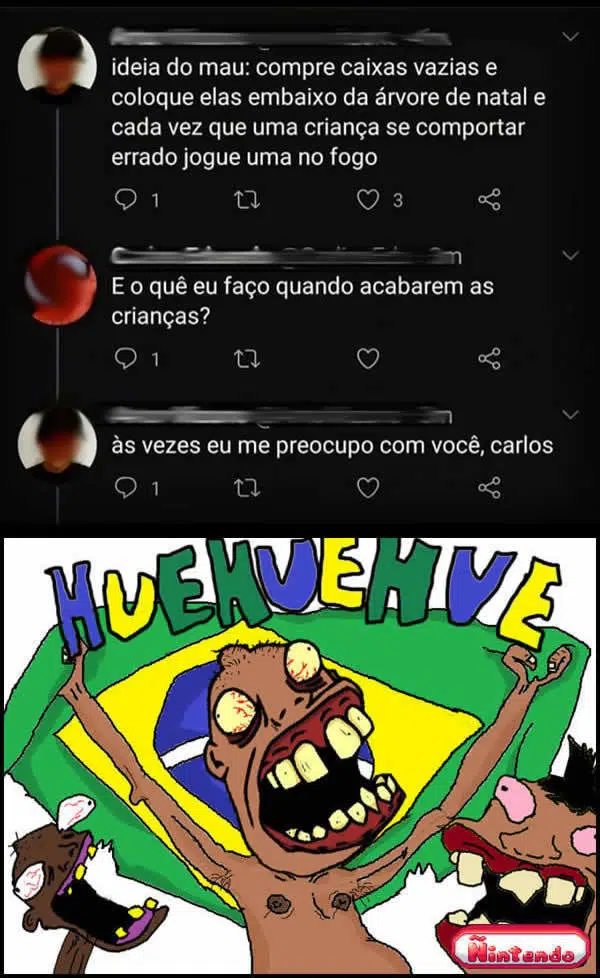 ideia do mau: compre caixas vazias e
coloque elas embaixo da árvore de natal e
cada vez que uma criança se comportar
errado jogue uma no fogo
1
3
E o quê eu faço quando acabarem as
crianças?
1
às vezes eu me preocupo com você, carlos
1
HUEHUEHUE
Ñintendo